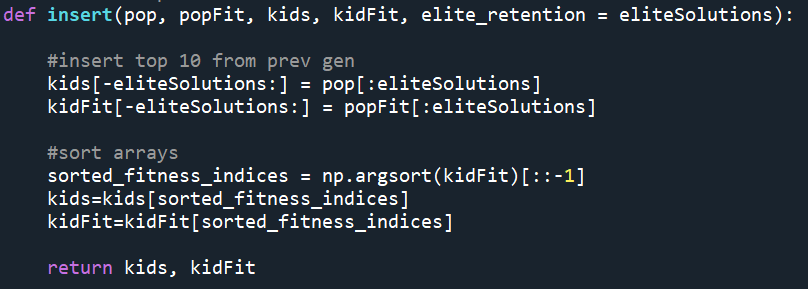 def insert(pop, popFit, kids, kidFit, elite_retention = eliteSolutions):
#insert top 10 from prev gen
kids[-eliteSolutions:] = pop[:eliteSolutions]
kidFit[-eliteSolutions:] = popFit[:eliteSolutions]
#sort arrays
sorted_fitness_indices = np.argsort(kidFit)[::-1]
kids=kids[sorted_fitness_indices]
kidFit=kidFit[sorted_fitness_indices]
return kids, kidFit